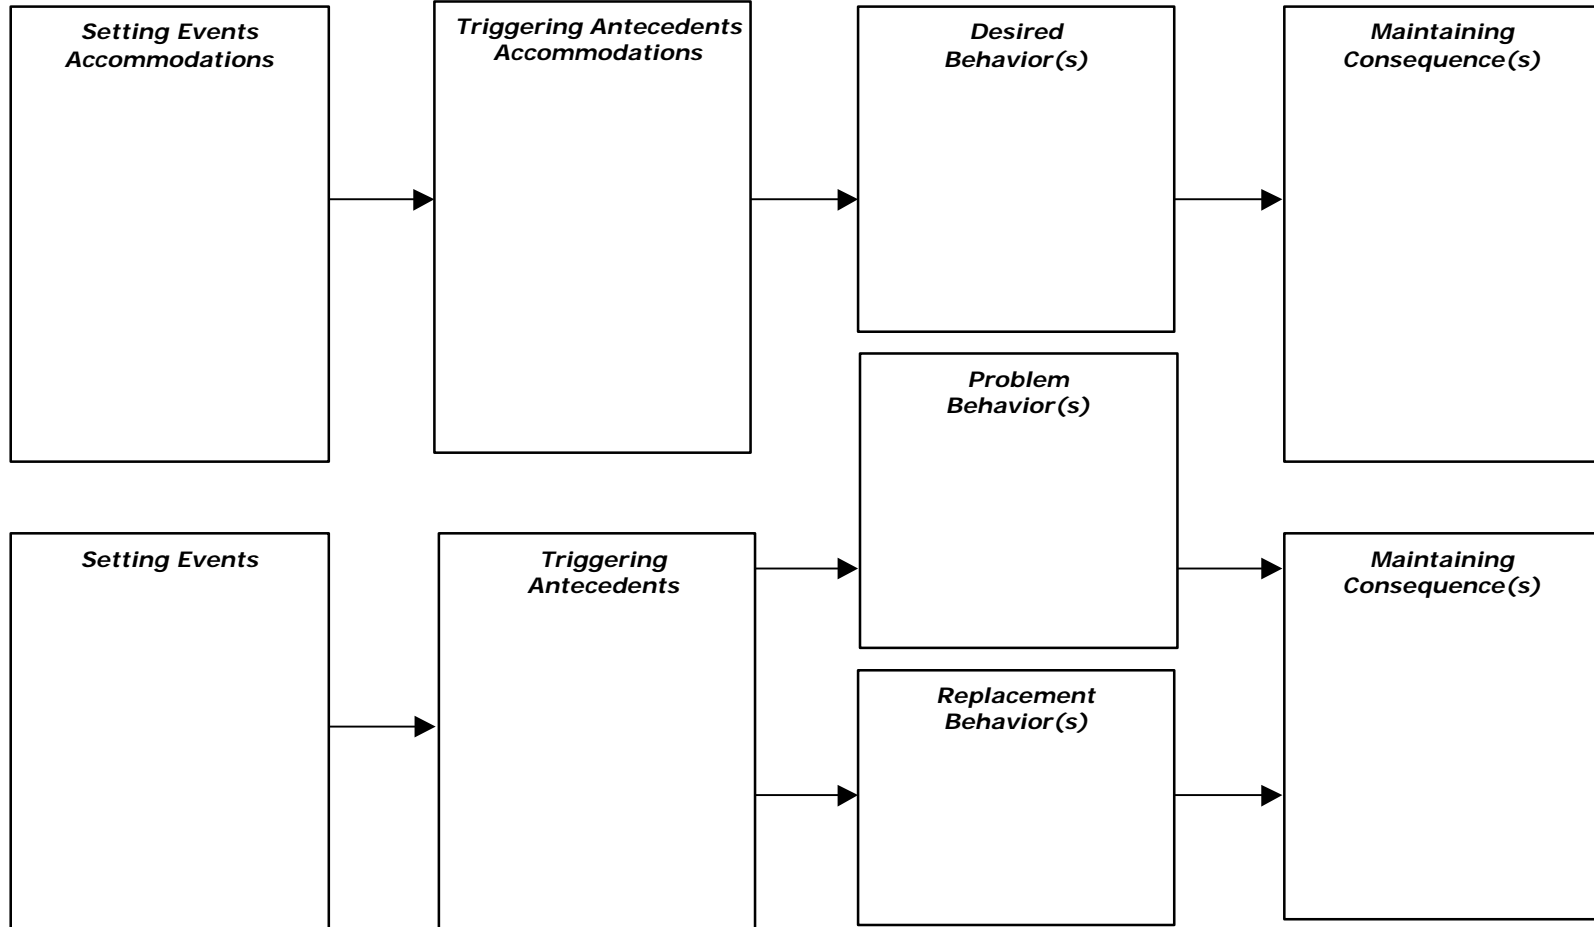 Setting Events
Accommodations
Triggering Antecedents
Accommodations
Desired
Behavior(s)
Maintaining
Consequence(s)
Problem
Behavior(s)
Setting Events
Triggering
Antecedents
Maintaining
Consequence(s)
Replacement
Behavior(s)